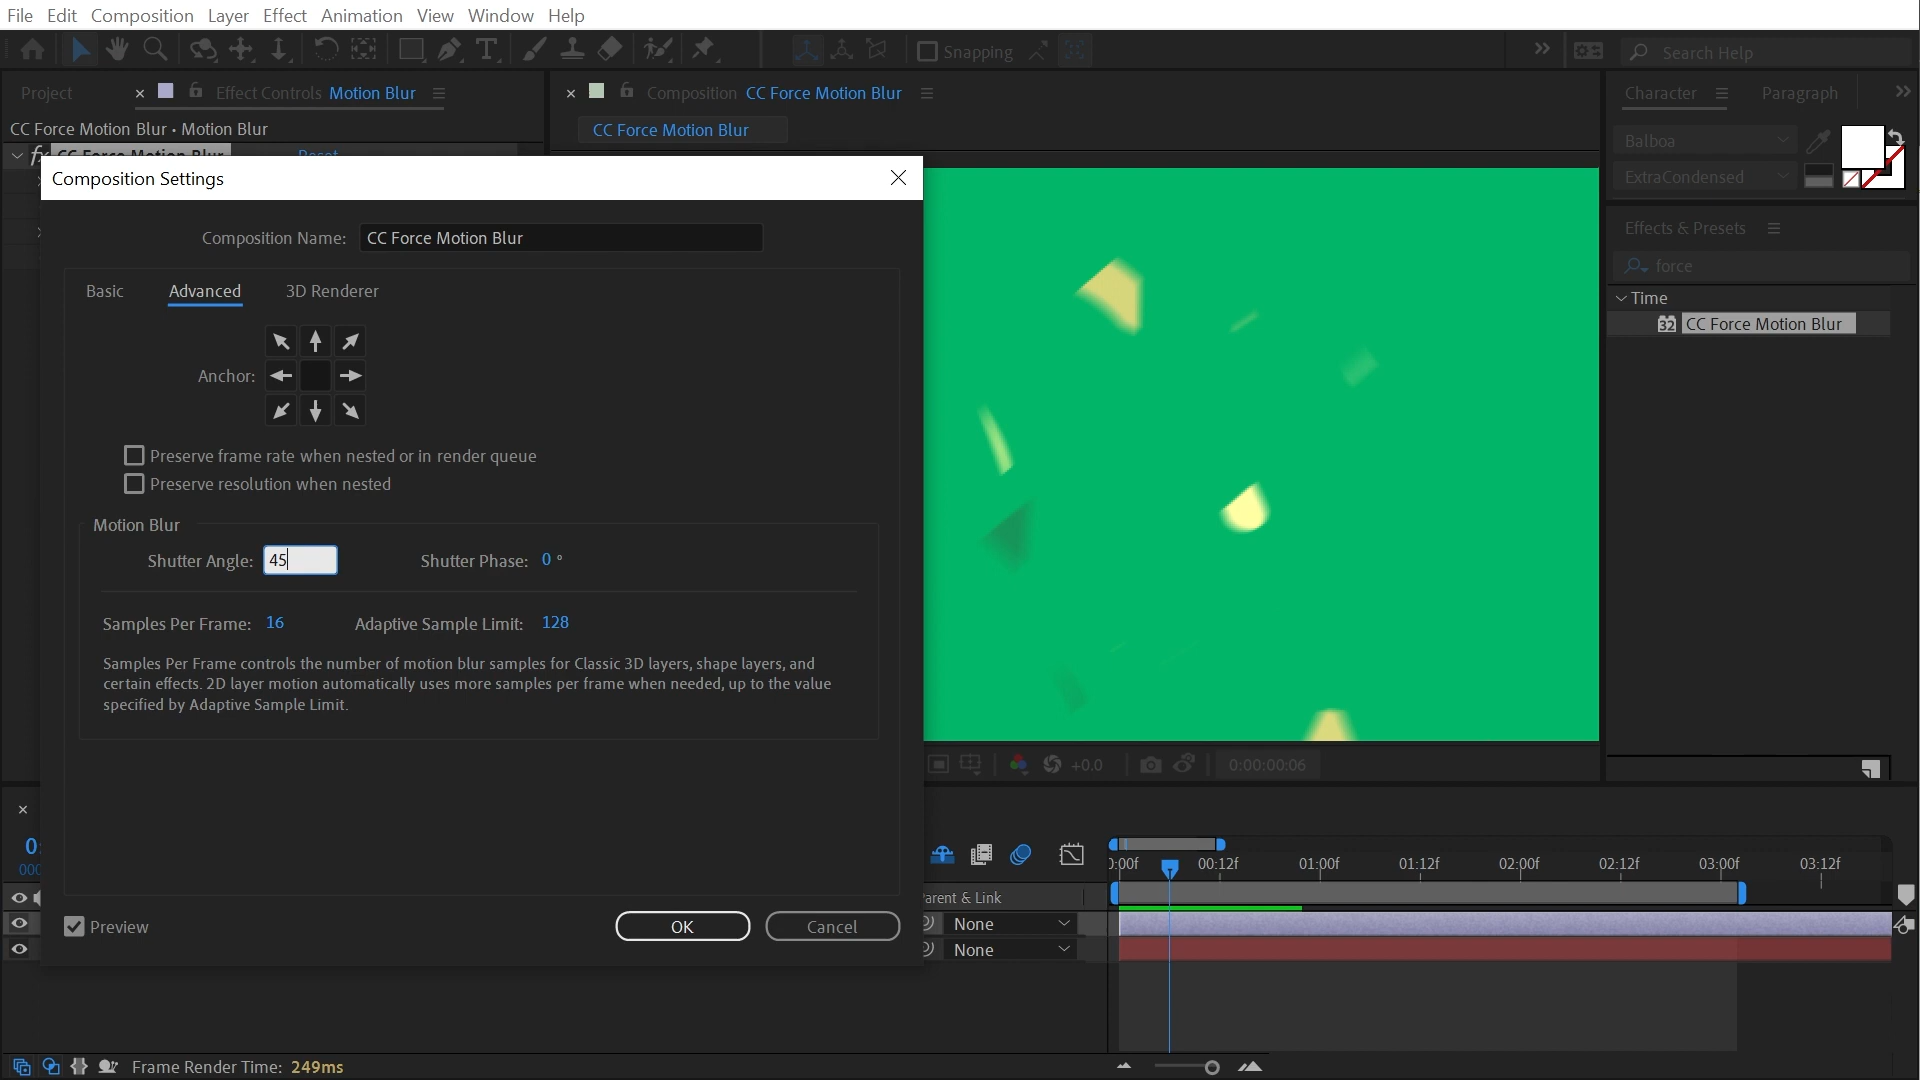 File Edit Composition Layer Effect Animation View Window Help
Snapping
Search Help
Project
Effect Controls Motion Blur
Composition CC Force Motion Blur
Character
Paragraph
CC Force Motion Blur • Motion Blur
CC Force Motion Blur
Balboa
fx CC Force Motion Blur Reset
ExtraCondensed
Composition Settings
Effects & Presets
Composition Name: CC Force Motion Blur
force
Basic
Advanced
3D Renderer
Time
32 CC Force Motion Blur
Anchor:
Preserve frame rate when nested or in render queue
Preserve resolution when nested
Motion Blur
Shutter Angle: 45
Shutter Phase: 0 °
Samples Per Frame: 16
Adaptive Sample Limit: 128
Samples Per Frame controls the number of motion blur samples for Classic 3D layers, shape layers, and
certain effects. 2D layer motion automatically uses more samples per frame when needed, up to the value
specified by Adaptive Sample Limit.
+0.0
0:00:00:06
00:12f 01:00f 01:12f 02:00f 02:12f 03:00f 03:12f
& Link
Preview
OK
Cancel
None
None
Frame Render Time: 249ms